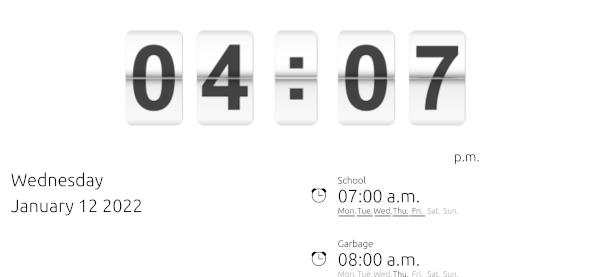 04:07
p.m.
Wednesday
January 12 2022
School
07:00 a.m.
Mon. Tue. Wed. Thu. Fri. Sat. Sun.
Garbage
08:00 a.m.
Mon. Tue. Wed. Thu. Fri. Sat. Sun.